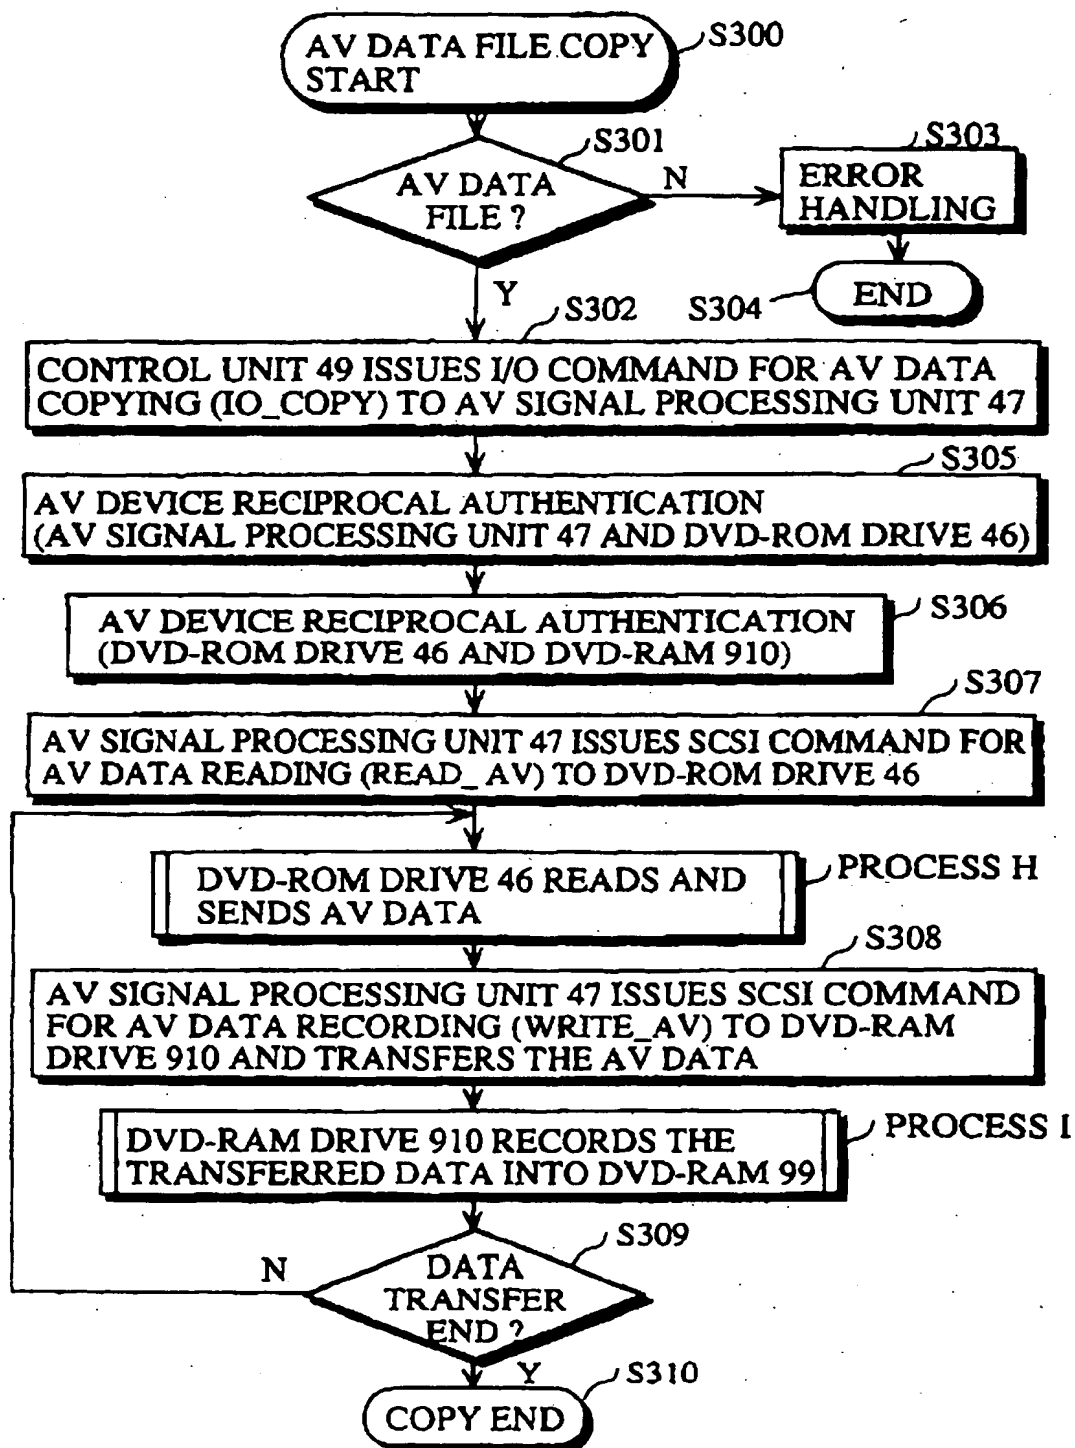 AV DATA FILE COPY
START
S300
S301
AV DATA
FILE ?
N
S303
ERROR
HANDLING
Y
S304
END
S302
CONTROL UNIT 49 ISSUES I/O COMMAND FOR AV DATA
COPYING (IO_COPY) TO AV SIGNAL PROCESSING UNIT 47
S305
AV DEVICE RECIPROCAL AUTHENTICATION
(AV SIGNAL PROCESSING UNIT 47 AND DVD-ROM DRIVE 46)
S306
AV DEVICE RECIPROCAL AUTHENTICATION
(DVD-ROM DRIVE 46 AND DVD-RAM 910)
S307
AV SIGNAL PROCESSING UNIT 47 ISSUES SCSI COMMAND FOR
AV DATA READING (READ_AV) TO DVD-ROM DRIVE 46
PROCESS H
DVD-ROM DRIVE 46 READS AND
SENDS AV DATA
S308
AV SIGNAL PROCESSING UNIT 47 ISSUES SCSI COMMAND
FOR AV DATA RECORDING (WRITE_AV) TO DVD-RAM
DRIVE 910 AND TRANSFERS THE AV DATA
PROCESS I
DVD-RAM DRIVE 910 RECORDS THE
TRANSFERRED DATA INTO DVD-RAM 99
S309
N
DATA
TRANSFER
END ?
Y
S310
COPY END